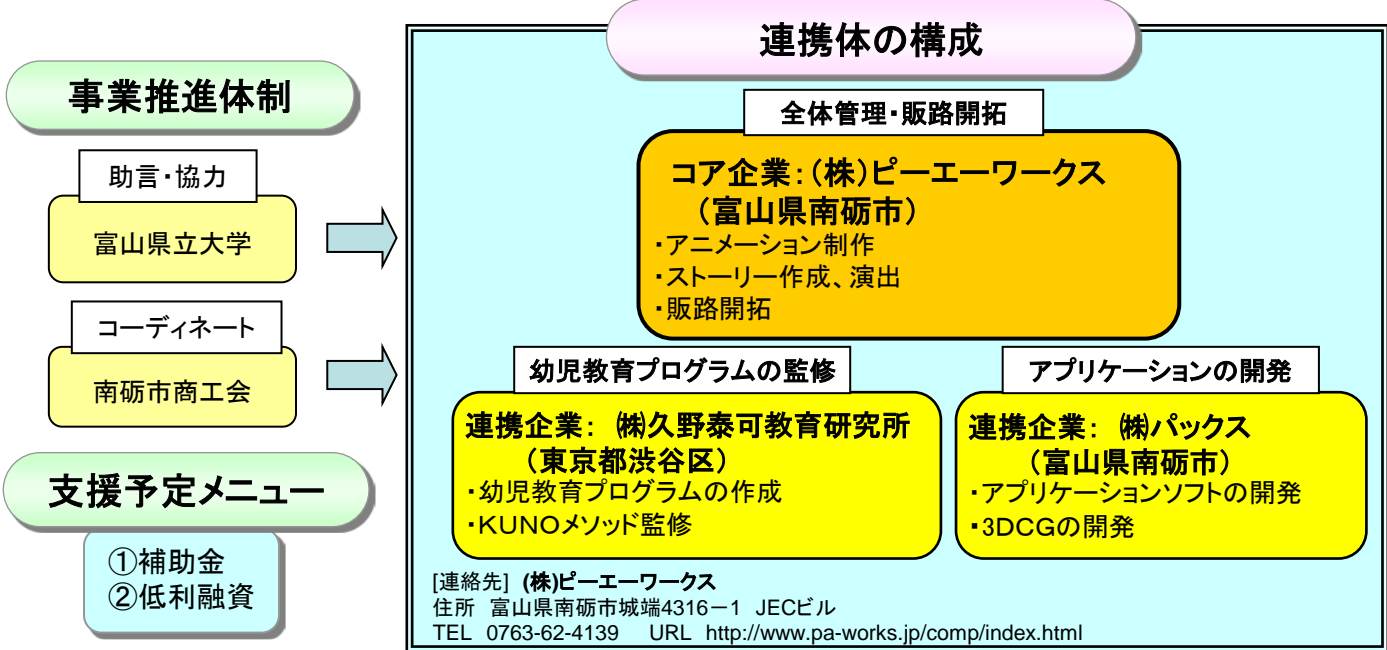 事業推進体制
助言・協力
富山県立大学
コーディネート
南砺市商工会
支援予定メニュー
①補助金
②低利融資
連携体の構成
全体管理・販路開拓
コア企業：（株）ピーエーワークス
（富山県南砺市）
・アニメーション制作
・ストーリー作成、演出
・販路開拓
幼児教育プログラムの監修
連携企業： ㈱久野泰可教育研究所
（東京都渋谷区）
・幼児教育プログラムの作成
・ＫＵＮＯメソッド監修
アプリケーションの開発
連携企業： ㈱パックス
（富山県南砺市）
・アプリケーションソフトの開発
・3DCGの開発
[連絡先] (株)ピーエーワークス
住所 富山県南砺市城端4316－1 JECビル
TEL 0763-62-4139 URL http://www.pa-works.jp/comp/index.html